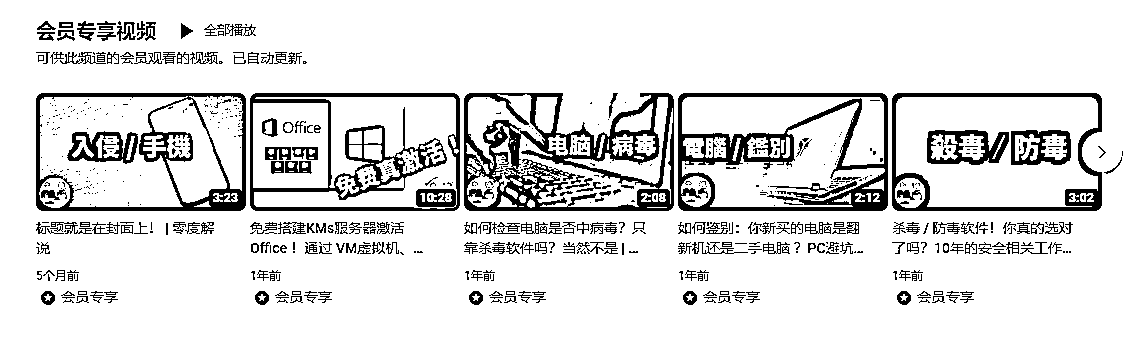 会员专享视频 ▶ 全部播放
可供此频道的会员观看的视频。已自动更新。
入侵/手機
3:23
Office
免费真激活！
10:28
电脑/病毒
2:08
電腦/鑑別
2:12
殺毒/防毒
3:02
标题就是在封面上！ | 零度解
说
5个月前
会员专享
免费搭建KMs服务器激活
Office！通过 VM虚拟机、...
1年前
会员专享
如何检查电脑是否中病毒？只
靠杀毒软件吗？当然不是 | ...
1年前
会员专享
如何鉴别：你新买的电脑是翻
新机还是二手电脑？PC避坑...
1年前
会员专享
杀毒 / 防毒软件！你真的选对
了吗？10年的安全相关工作...
1年前
会员专享